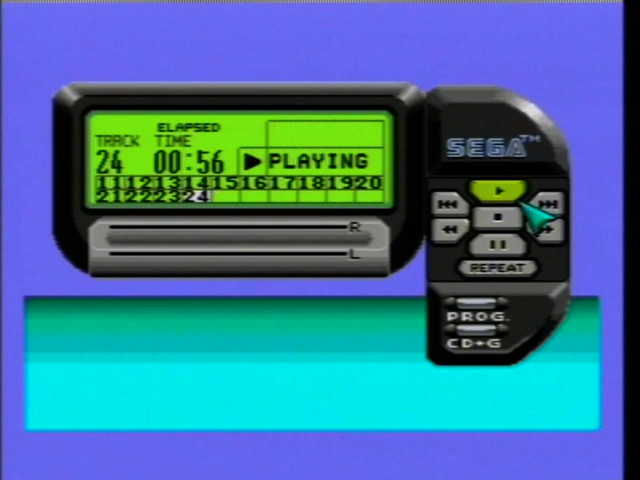 ELAPSED
TRACK TIME
24 00:56 PLAYING
11 12 13 14 15 16 17 18 19 20
21 22 23 24
R
L
SEGA™
REPEAT
PROG.
CD+G